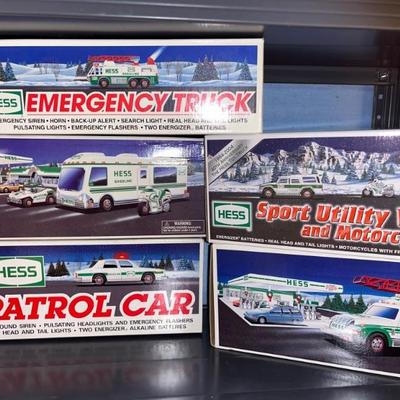 HESS
EMERGENCY TRUCK
EMERGENCY SIREN • HORN • BACK-UP ALERT • SEARCH LIGHT • REAL HEAD AND TAIL LIGHTS
PULSATING LIGHTS • EMERGENCY FLASHERS • TWO ENERGIZER BATTERIES
HESS
GASOLINE
HESS
Sport Utility V
and Motorc
ENERGIZER BATTERIES • REAL HEAD AND TAIL LIGHTS • MOTORCYCLES WITH
HESS
PATROL CAR
SOUND SIREN • PULSATING HEADLIGHTS AND EMERGENCY FLASHERS
HEAD AND TAIL LIGHTS • TWO ENERGIZER ALKALINE BATTERIES
HESS